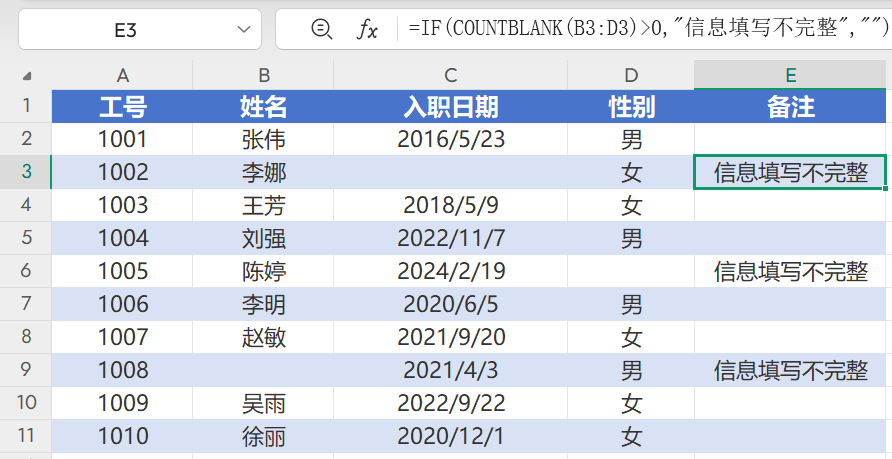 E3 fx =IF(COUNTBLANK(B3:D3)>0,"信息填写不完整","")
A B C D E
1 工号 姓名 入职日期 性别 备注
2 1001 张伟 2016/5/23 男
3 1002 李娜 女 信息填写不完整
4 1003 王芳 2018/5/9 女
5 1004 刘强 2022/11/7 男
6 1005 陈婷 2024/2/19 信息填写不完整
7 1006 李明 2020/6/5 男
8 1007 赵敏 2021/9/20 女
9 1008 2021/4/3 男 信息填写不完整
10 1009 吴雨 2022/9/22 女
11 1010 徐丽 2020/12/1 女